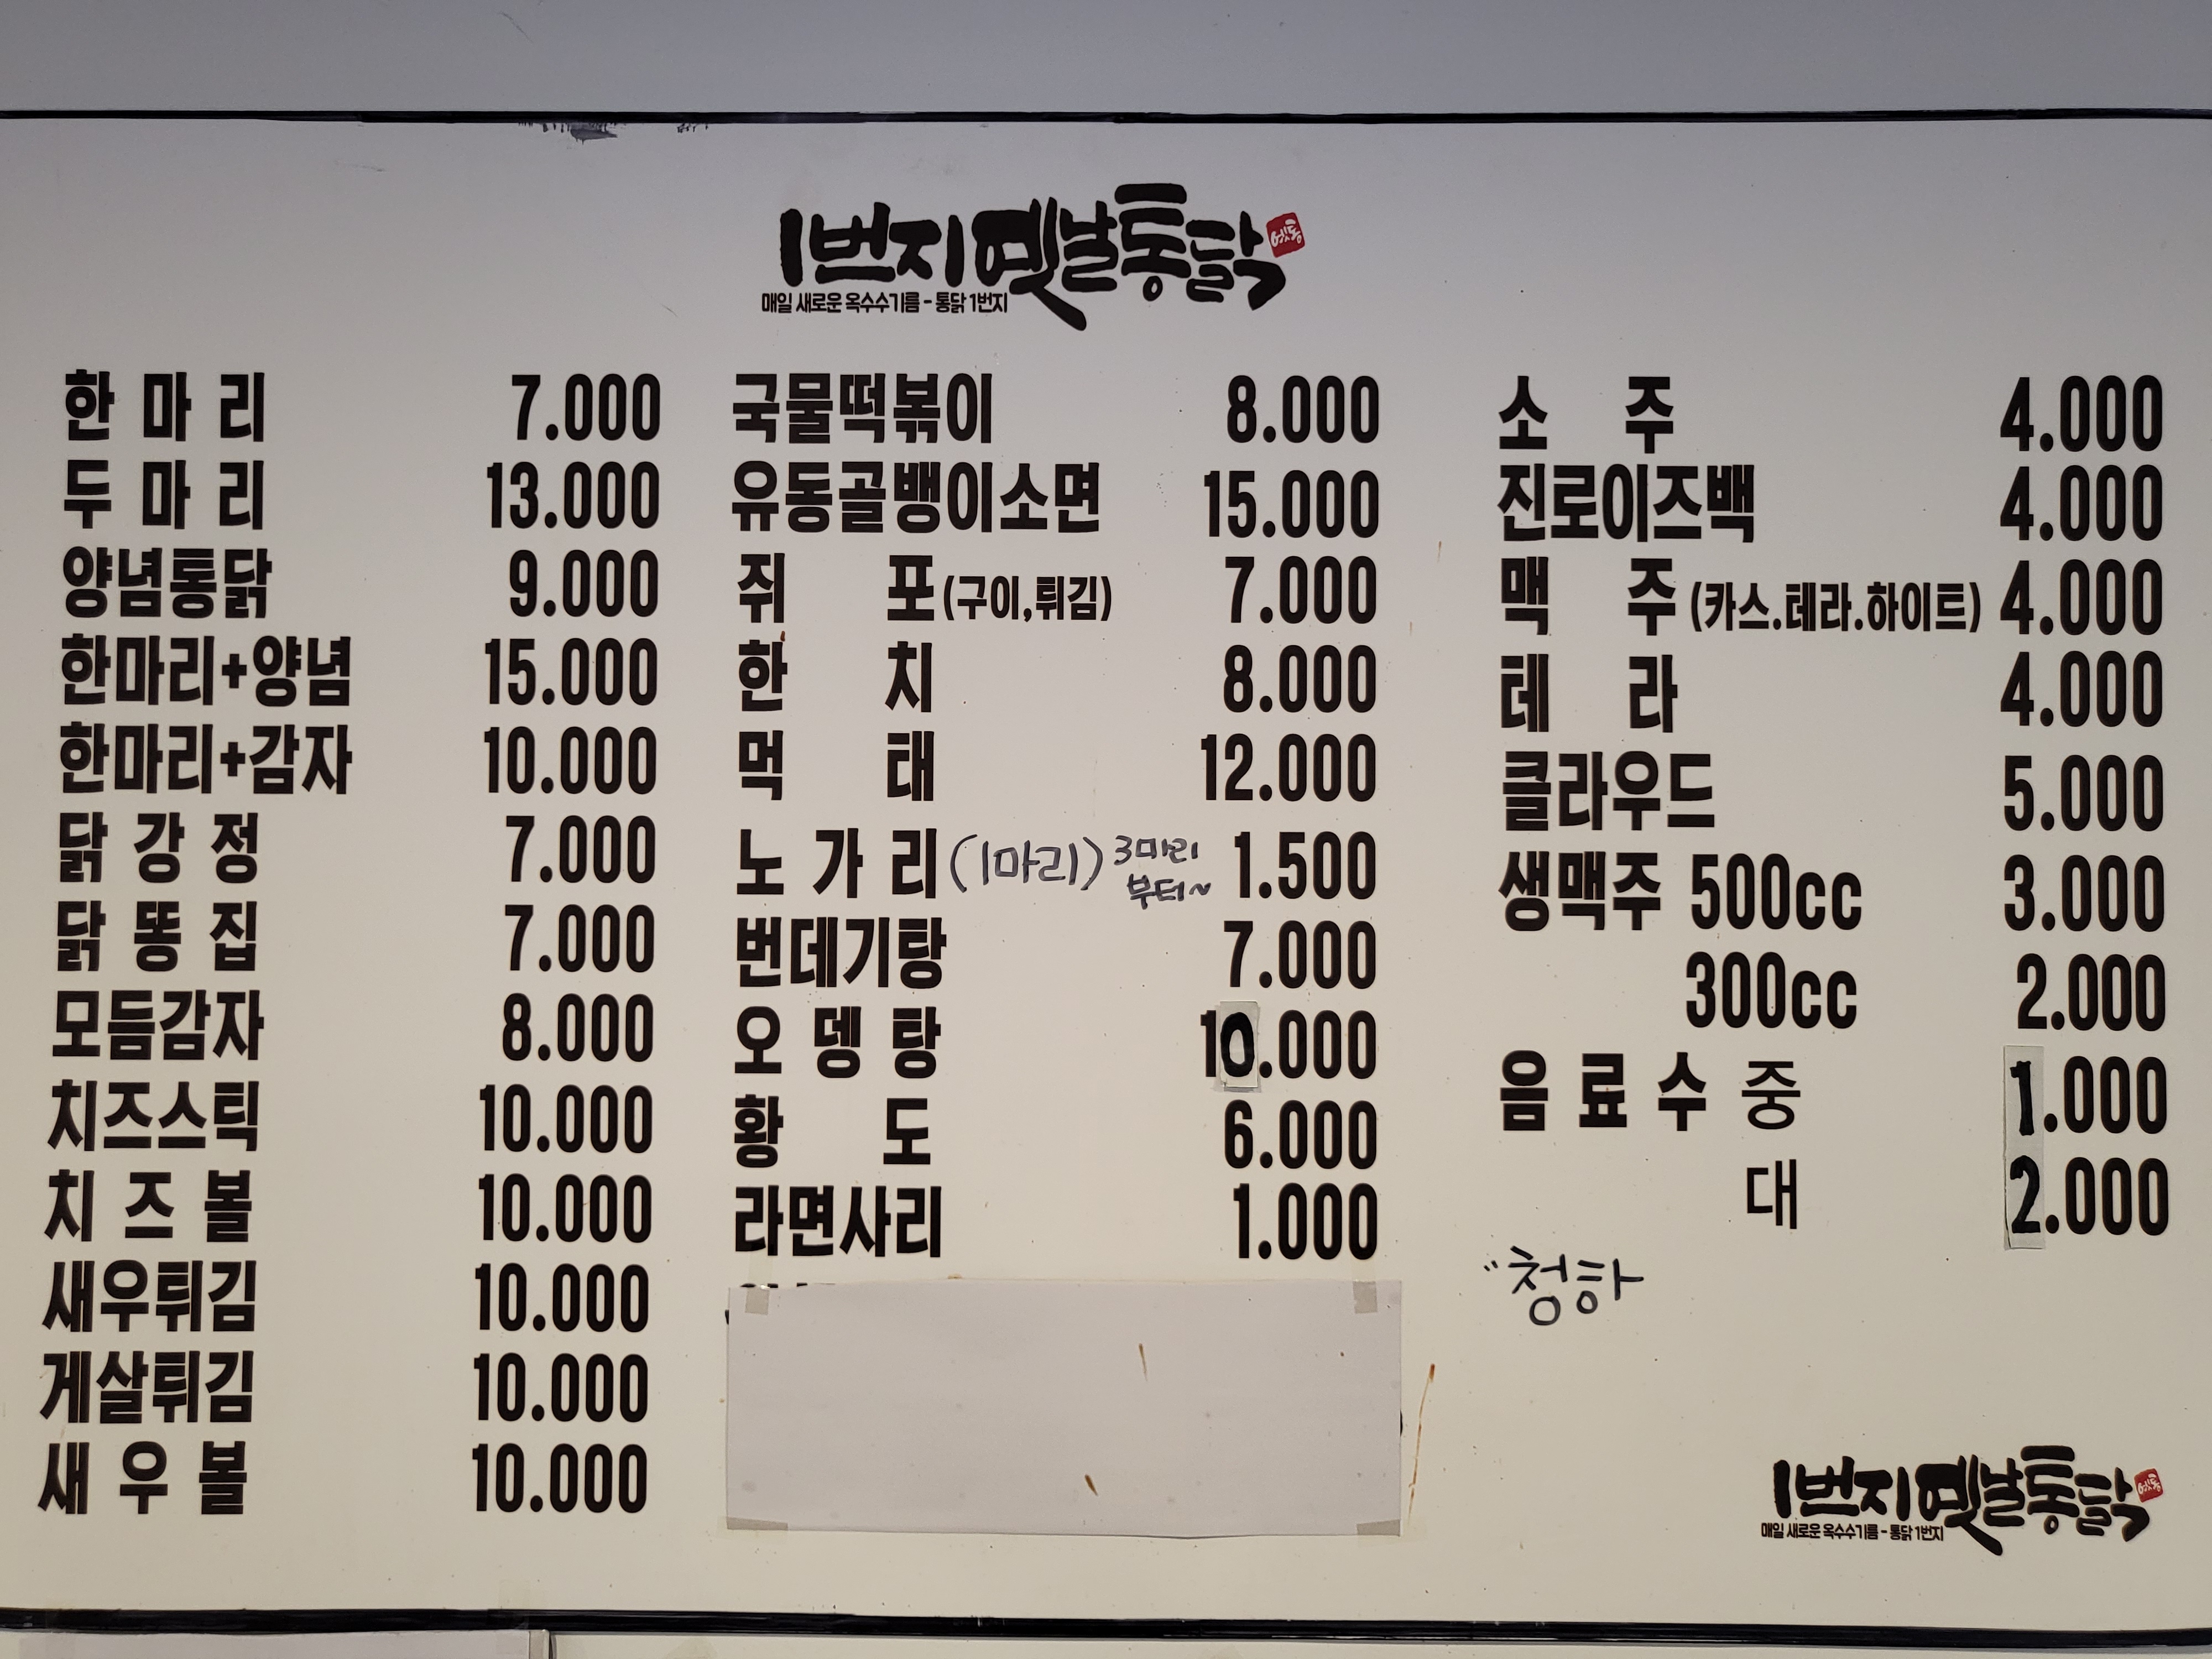 1번지 옛날통닭 옛통
매일 새로운 옥수수기름 - 통닭 1번지
한마리 7.000
두마리 13.000
양념통닭 9.000
한마리+양념 15.000
한마리+감자 10.000
닭강정 7.000
닭똥집 7.000
모듬감자 8.000
치즈스틱 10.000
치즈볼 10.000
새우튀김 10.000
게살튀김 10.000
새우볼 10.000
국물떡볶이 8.000
유동골뱅이소면 15.000
쥐포(구이,튀김) 7.000
한치 8.000
먹태 12.000
노가리(1마리) 3마리 부터~ 1.500
번데기탕 7.000
오뎅탕 10.000
황도 6.000
라면사리 1.000
소주 4.000
진로이즈백 4.000
맥주(카스.테라.하이트) 4.000
테라 4.000
클라우드 5.000
생맥주 500cc 3.000
300cc 2.000
음료수 중 1.000
대 2.000
"청하
1번지 옛날통닭 옛통
매일 새로운 옥수수기름 - 통닭 1번지